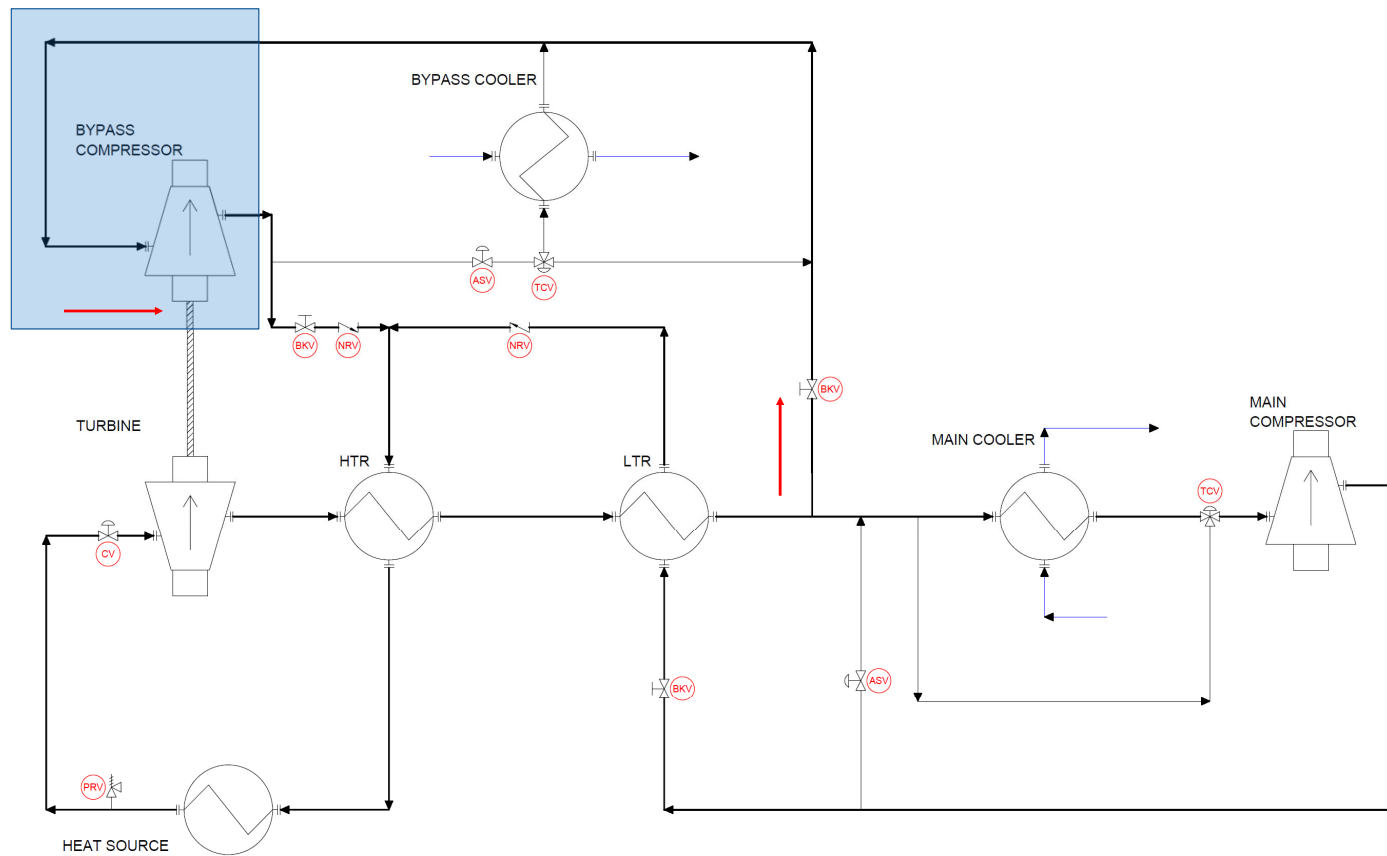 BYPASS COOLER
BYPASS
COMPRESSOR
ASV
TCV
BKV
NRV
NRV
BKV
TURBINE
HTR
LTR
MAIN COOLER
MAIN
COMPRESSOR
TCV
CV
BKV
ASV
PRV
HEAT SOURCE